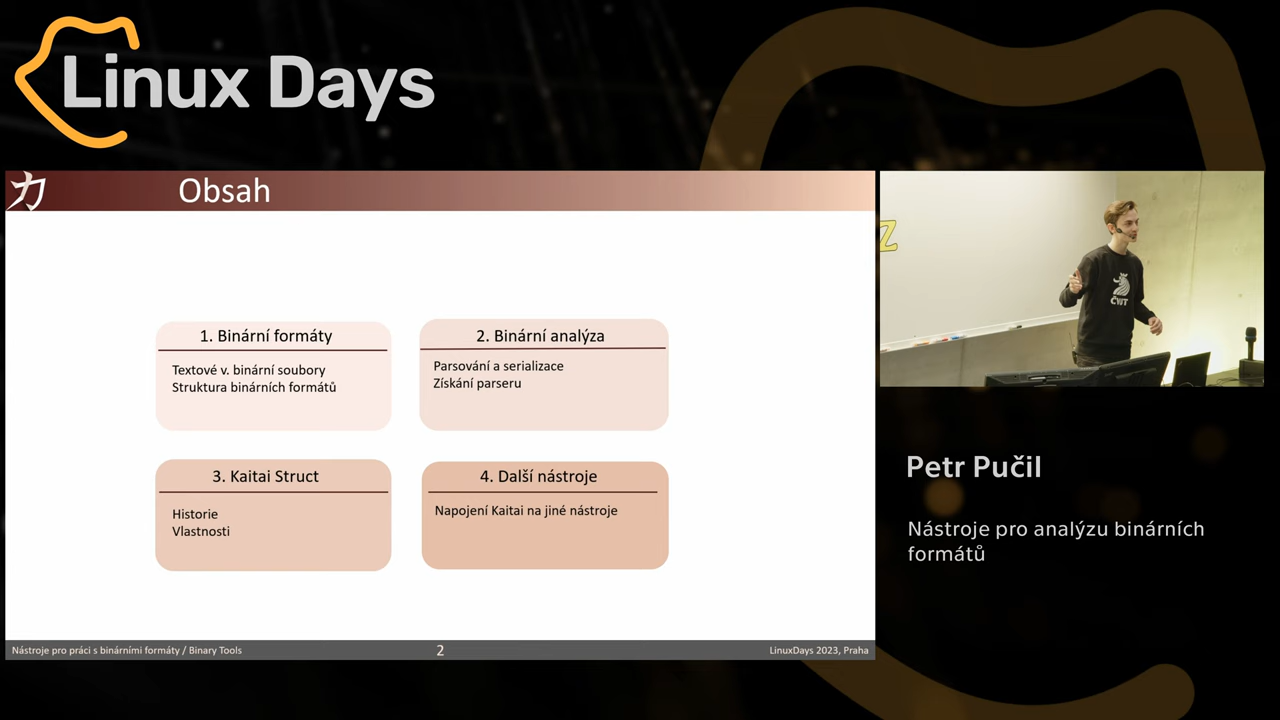 Linux Days
力
Obsah
1. Binární formáty
Textové v. binární soubory
Struktura binárních formátů
2. Binární analýza
Parsování a serializace
Získání parseru
3. Kaitai Struct
Historie
Vlastnosti
4. Další nástroje
Napojení Kaitai na jiné nástroje
Nástroje pro práci s binárními formáty / Binary Tools
2
LinuxDays 2023, Praha
Z
ČVUT
Petr Pučil
Nástroje pro analýzu binárních
formátů